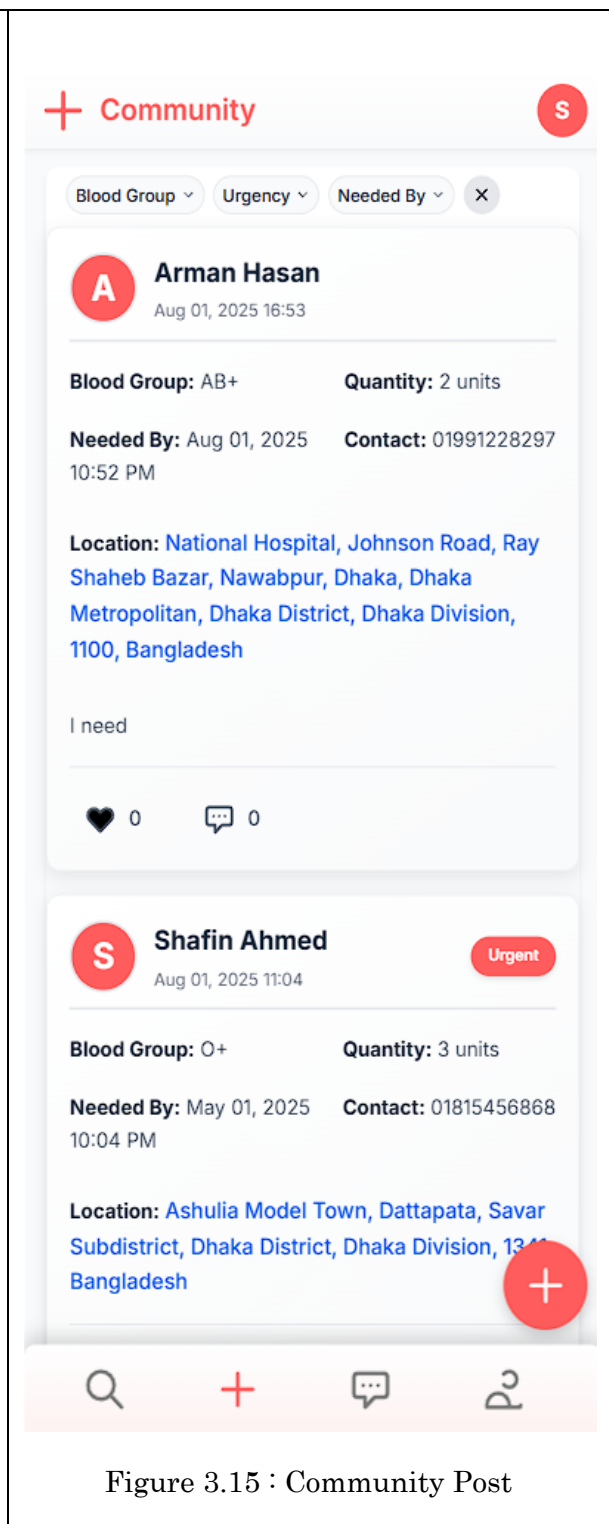 Community
S
Blood Group
Urgency
Needed By
A
Arman Hasan
Aug 01, 2025 16:53
Blood Group: AB+
Quantity: 2 units
Needed By: Aug 01, 2025
10:52 PM
Contact: 01991228297
Location: National Hospital, Johnson Road, Ray
Shaheb Bazar, Nawabpur, Dhaka, Dhaka
Metropolitan, Dhaka District, Dhaka Division,
1100, Bangladesh
I need
0
0
S
Shafin Ahmed
Aug 01, 2025 11:04
Urgent
Blood Group: O+
Quantity: 3 units
Needed By: May 01, 2025
10:04 PM
Contact: 01815456868
Location: Ashulia Model Town, Dattapata, Savar
Subdistrict, Dhaka District, Dhaka Division,
Bangladesh
Figure 3.15 : Community Post